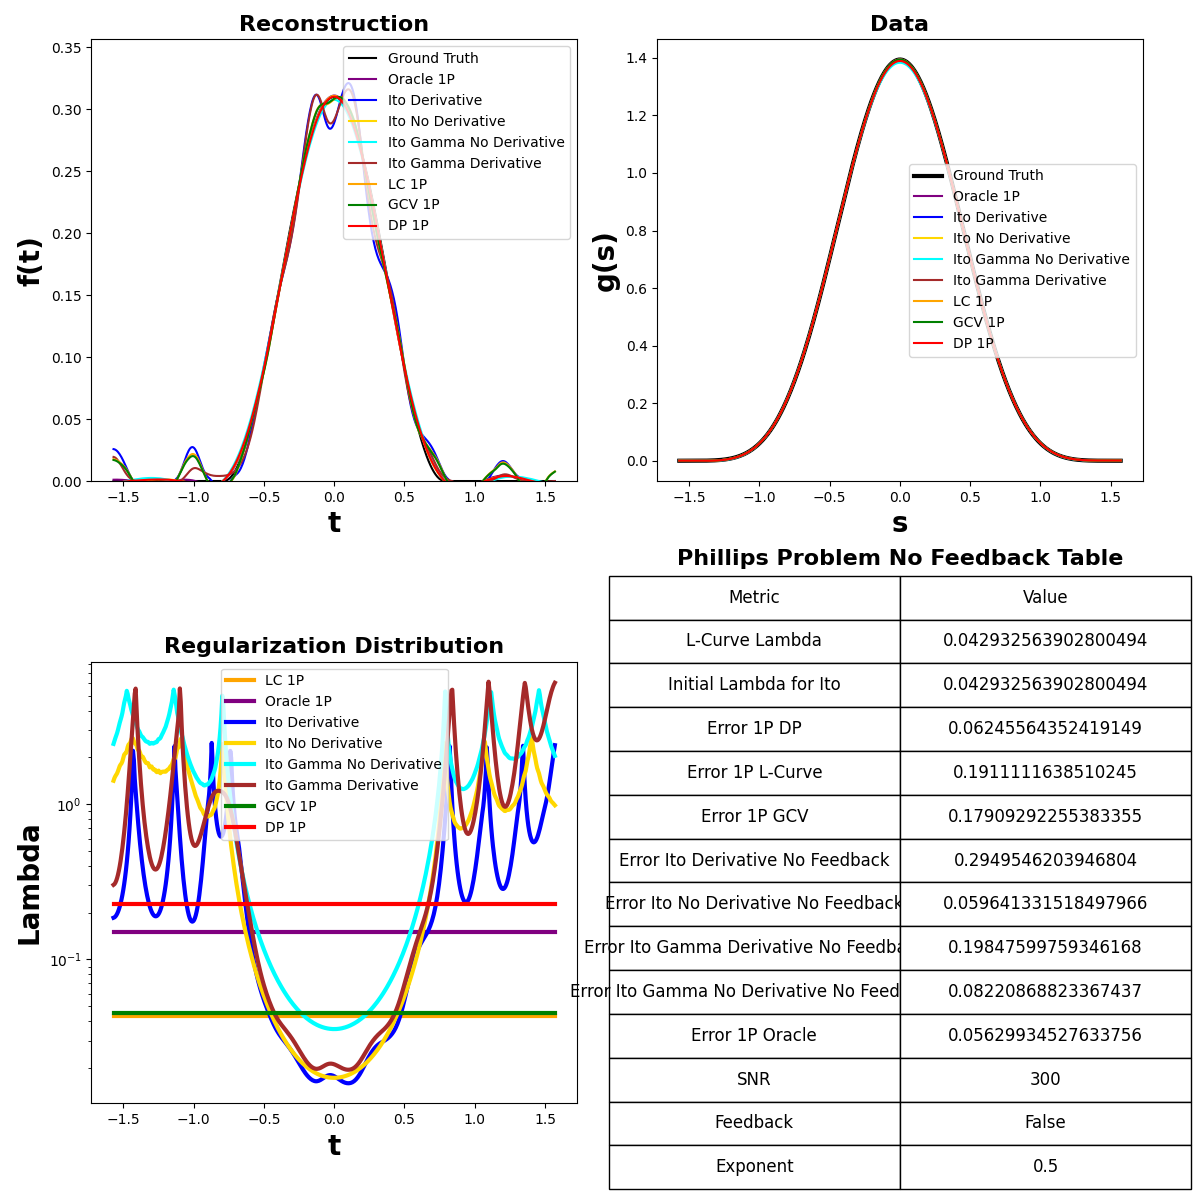 Reconstruction
f(t)
0.35
0.30
0.25
0.20
0.15
0.10
0.05
0.00
Ground Truth
Oracle 1P
Ito Derivative
Ito No Derivative
Ito Gamma No Derivative
Ito Gamma Derivative
LC 1P
GCV 1P
DP 1P
−1.5 −1.0 −0.5 0.0 0.5 1.0 1.5
t
Data
g(s)
1.4
1.2
1.0
0.8
0.6
0.4
0.2
0.0
Ground Truth
Oracle 1P
Ito Derivative
Ito No Derivative
Ito Gamma No Derivative
Ito Gamma Derivative
LC 1P
GCV 1P
DP 1P
−1.5 −1.0 −0.5 0.0 0.5 1.0 1.5
s
Regularization Distribution
Lambda
10⁰
10⁻¹
LC 1P
Oracle 1P
Ito Derivative
Ito No Derivative
Ito Gamma No Derivative
Ito Gamma Derivative
GCV 1P
DP 1P
−1.5 −1.0 −0.5 0.0 0.5 1.0 1.5
t
Phillips Problem No Feedback Table
Metric Value
L-Curve Lambda 0.042932563902800494
Initial Lambda for Ito 0.042932563902800494
Error 1P DP 0.06245564352419149
Error 1P L-Curve 0.1911111638510245
Error 1P GCV 0.17909292255383355
Error Ito Derivative No Feedback 0.2949546203946804
Error Ito No Derivative No Feedback 0.059641331518497966
Error Ito Gamma Derivative No Feedba 0.19847599759346168
Error Ito Gamma No Derivative No Feed 0.08220868823367437
Error 1P Oracle 0.05629934527633756
SNR 300
Feedback False
Exponent 0.5